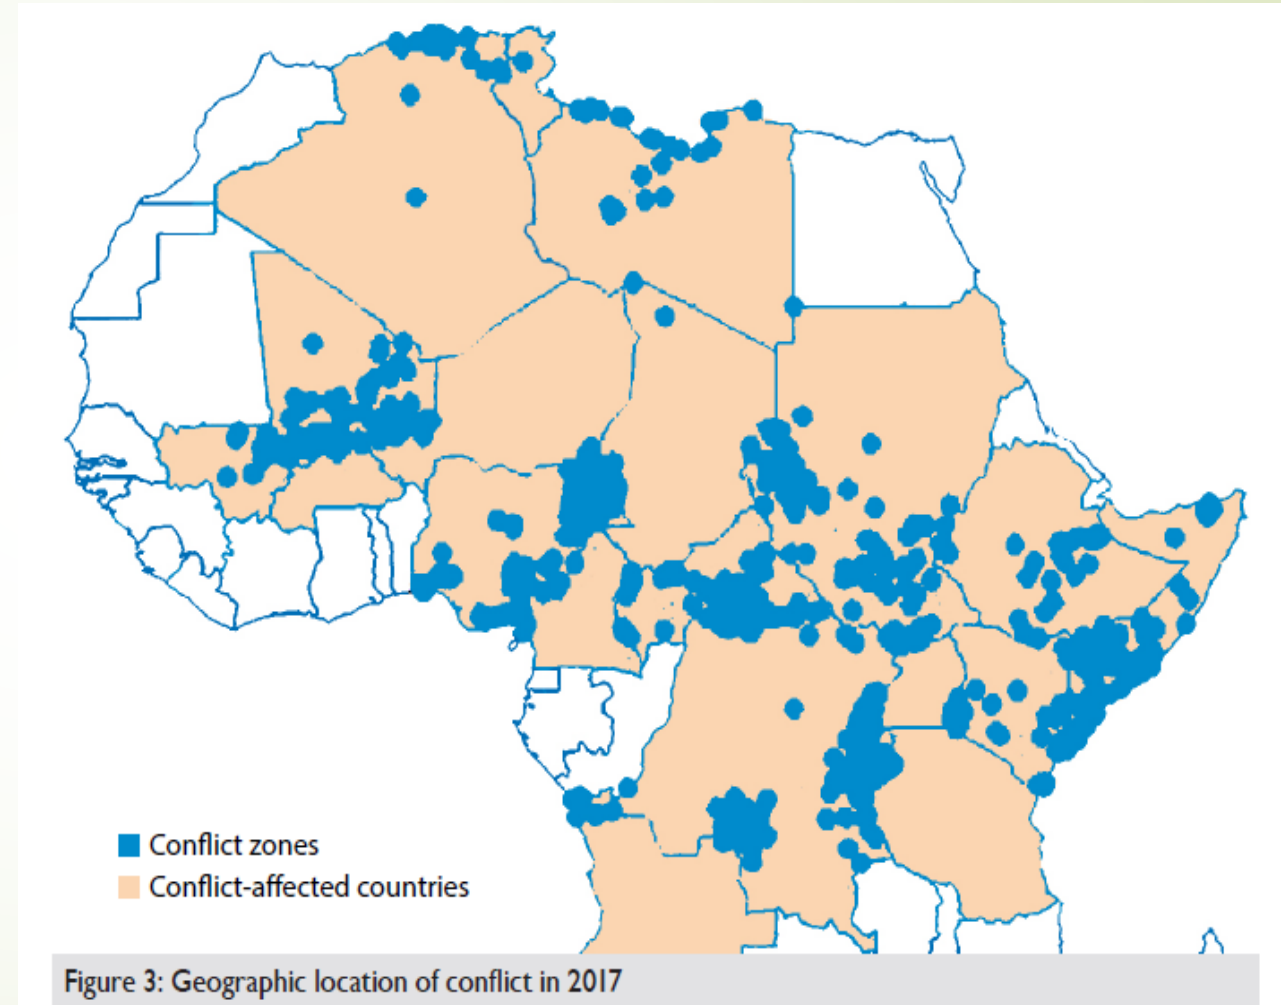 Conflict zones
Conflict-affected countries
Figure 3: Geographic location of conflict in 2017